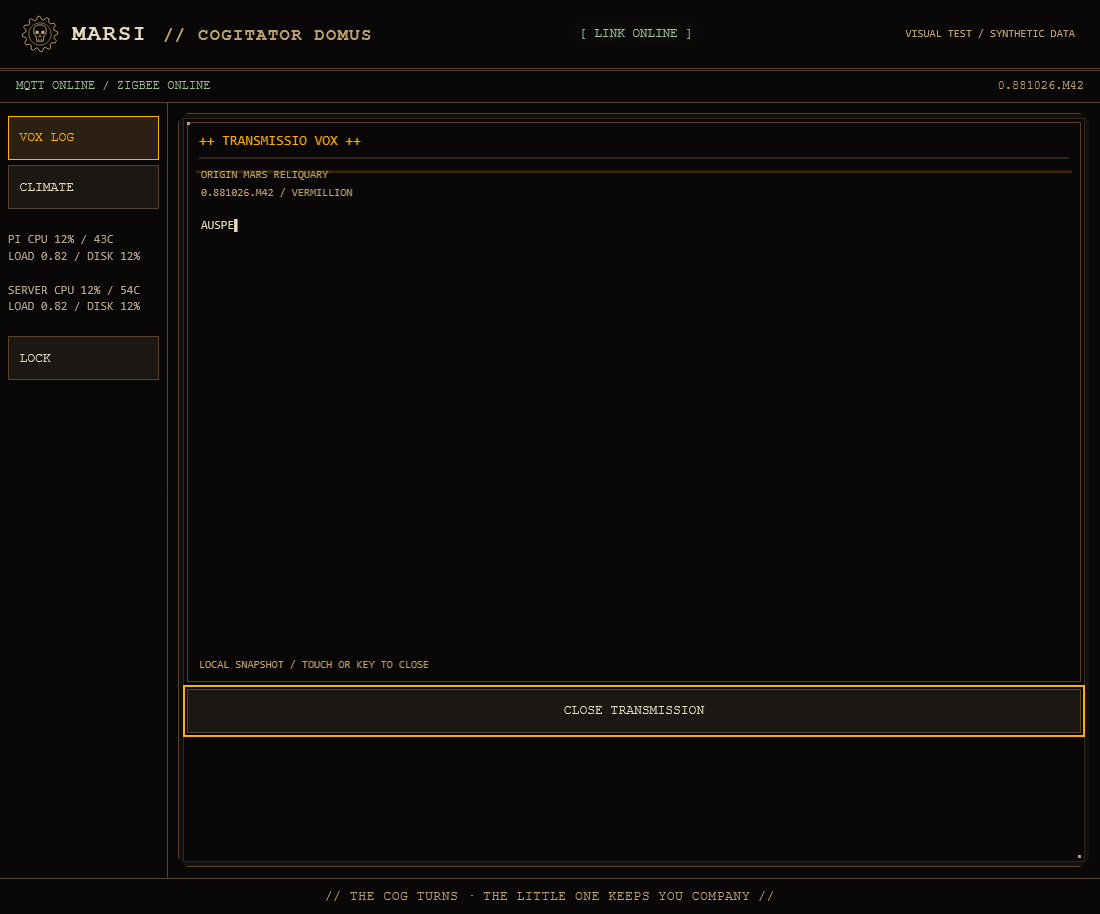 MARSI // COGITATOR DOMUS
[ LINK ONLINE ]
VISUAL TEST / SYNTHETIC DATA
MQTT ONLINE / ZIGBEE ONLINE
0.881026.M42
VOX LOG
CLIMATE
PI CPU 12% / 43C
LOAD 0.82 / DISK 12%
SERVER CPU 12% / 54C
LOAD 0.82 / DISK 12%
LOCK
++ TRANSMISSIO VOX ++
ORIGIN MARS RELIQUARY
0.881026.M42 / VERMILLION
AUSPE
LOCAL SNAPSHOT / TOUCH OR KEY TO CLOSE
CLOSE TRANSMISSION
// THE COG TURNS · THE LITTLE ONE KEEPS YOU COMPANY //